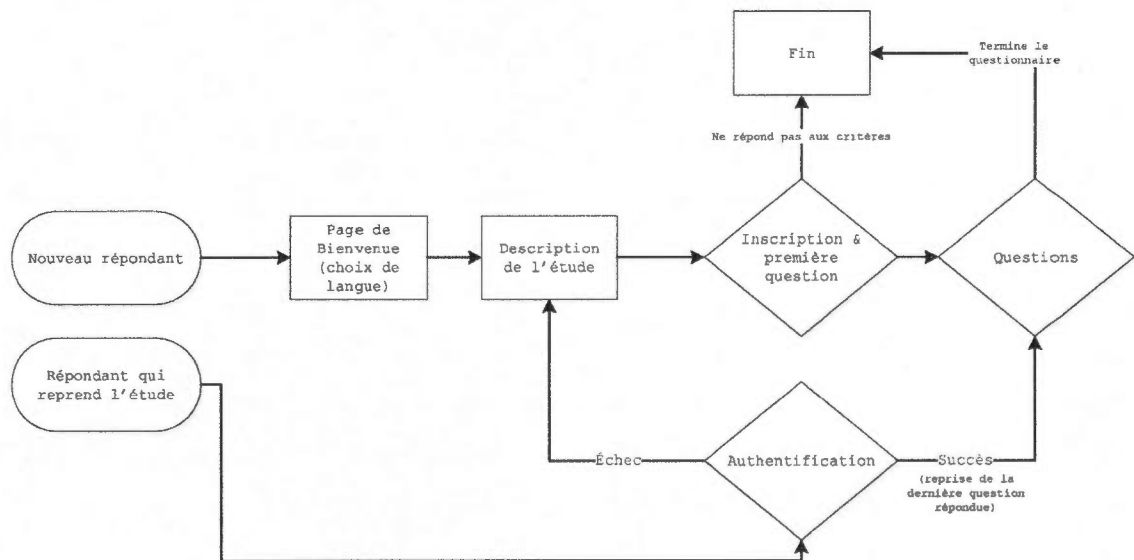 Fin
Termine le
questionnaire
Ne répond pas aux critères
Nouveau répondant
Page de
Bienvenue
(choix de
langue)
Description
de l'étude
Inscription &
première
question
Questions
Répondant qui
reprend l'étude
Échec
Authentification
Succès
(reprise de la
dernière question
répondue)